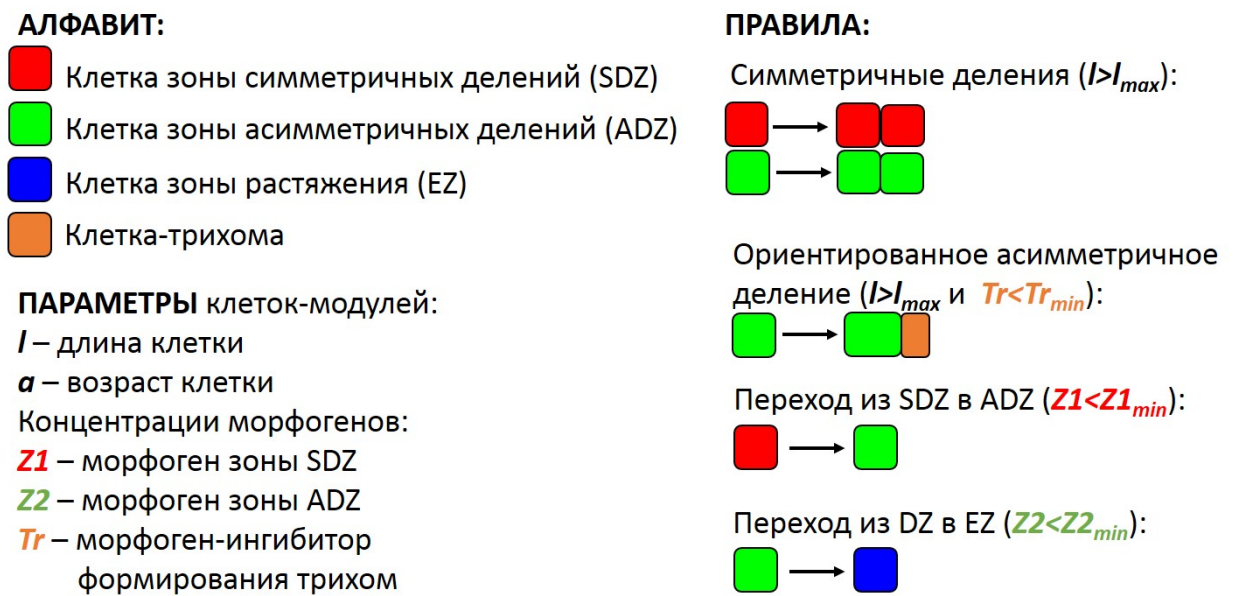 АЛФАВИТ:
Клетка зоны симметричных делений (SDZ)
Клетка зоны асимметричных делений (ADZ)
Клетка зоны растяжения (EZ)
Клетка-трихома
ПАРАМЕТРЫ клеток-модулей:
l – длина клетки
a – возраст клетки
Концентрации морфогенов:
Z1 – морфоген зоны SDZ
Z2 – морфоген зоны ADZ
Tr – морфоген-ингибитор
формирования трихом
ПРАВИЛА:
Симметричные деления (l>lmax):
Ориентированное асимметричное
деление (l>lmax и Tr<Trmin):
Переход из SDZ в ADZ (Z1<Z1min):
Переход из DZ в EZ (Z2<Z2min):